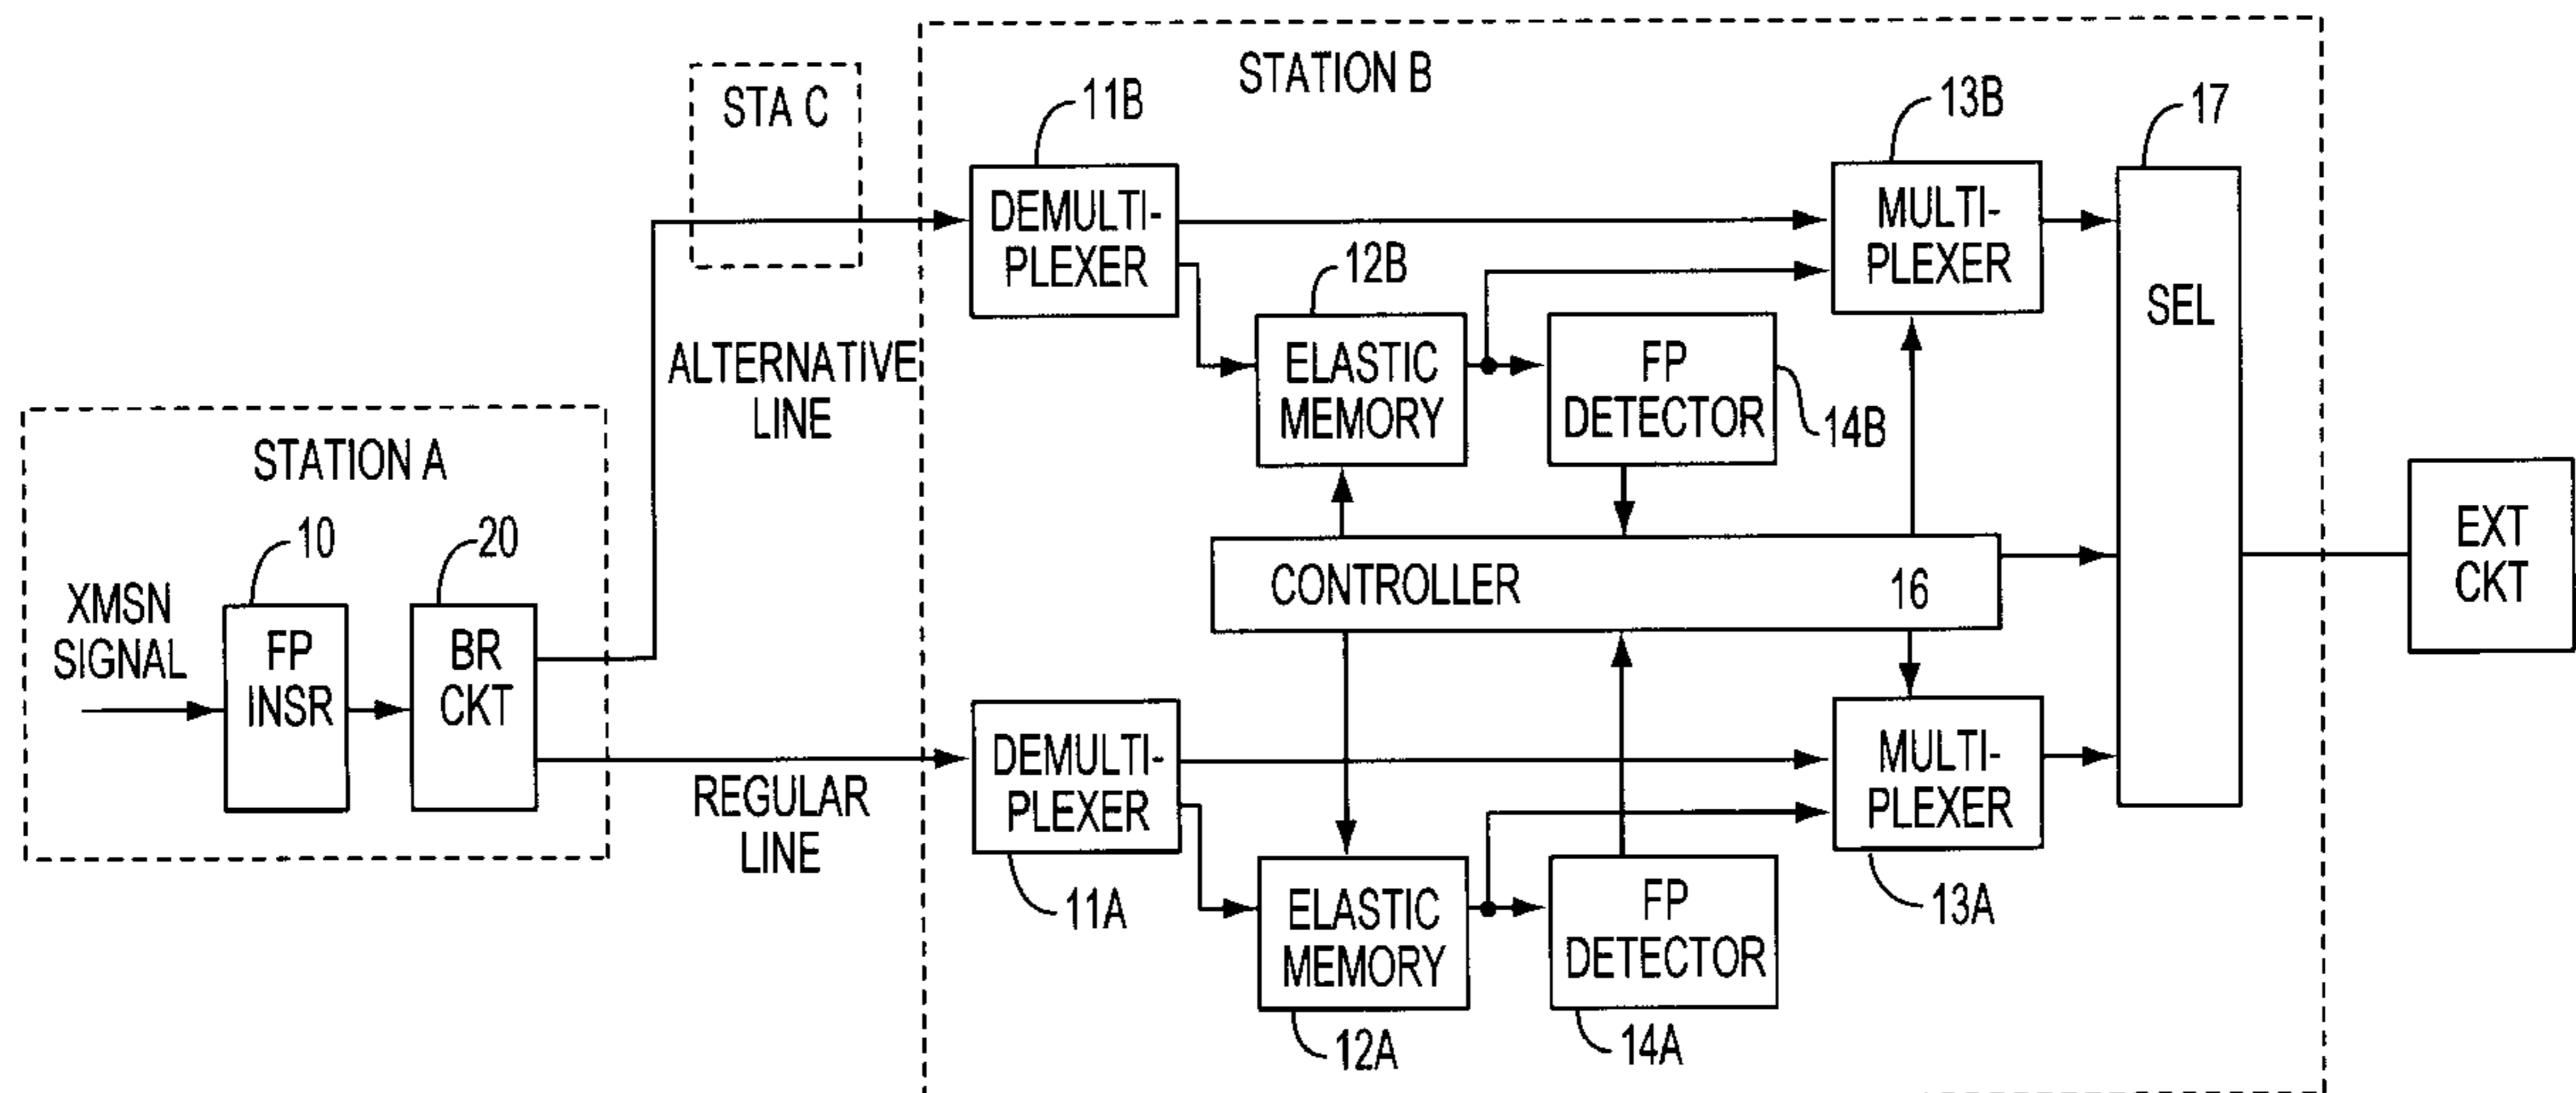 STATION B
STA C
11B
13B
17
DEMULTI-
PLEXER
MULTI-
PLEXER
12B
SEL
ALTERNATIVE
LINE
ELASTIC
MEMORY
FP
DETECTOR
14B
STATION A
10
20
EXT
CKT
XMSN
SIGNAL
FP
INSR
BR
CKT
CONTROLLER
16
REGULAR
LINE
DEMULTI-
PLEXER
MULTI-
PLEXER
11A
ELASTIC
MEMORY
FP
DETECTOR
13A
12A
14A